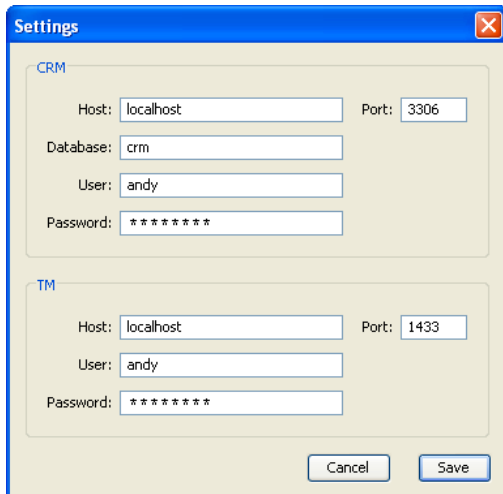 Settings
CRM
Host: localhost Port: 3306
Database: crm
User: andy
Password: ********
TM
Host: localhost Port: 1433
User: andy
Password: ********
Cancel Save